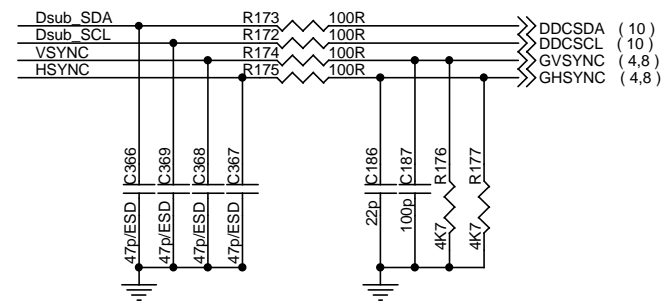 Dsub_SDA R173 100R DDCSDA ( 10 )
Dsub_SCL R172 100R DDCSCL ( 10 )
VSYNC R174 100R GVSYNC ( 4,8 )
HSYNC R175 100R GHSYNC ( 4,8 )
C366
47p/ESD
C369
47p/ESD
C368
47p/ESD
C367
47p/ESD
C186
22p
C187
100p
R176
4K7
R177
4K7